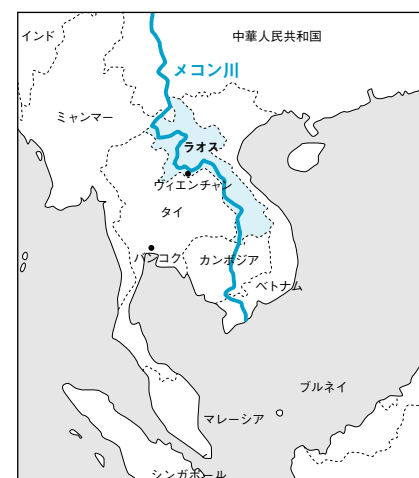 インド
中華人民共和国
メコン川
ミャンマー
ラオス
ヴィエンチャン
タイ
バンコク
カンボジア
ベトナム
ブルネイ
マレーシア
シンガポール